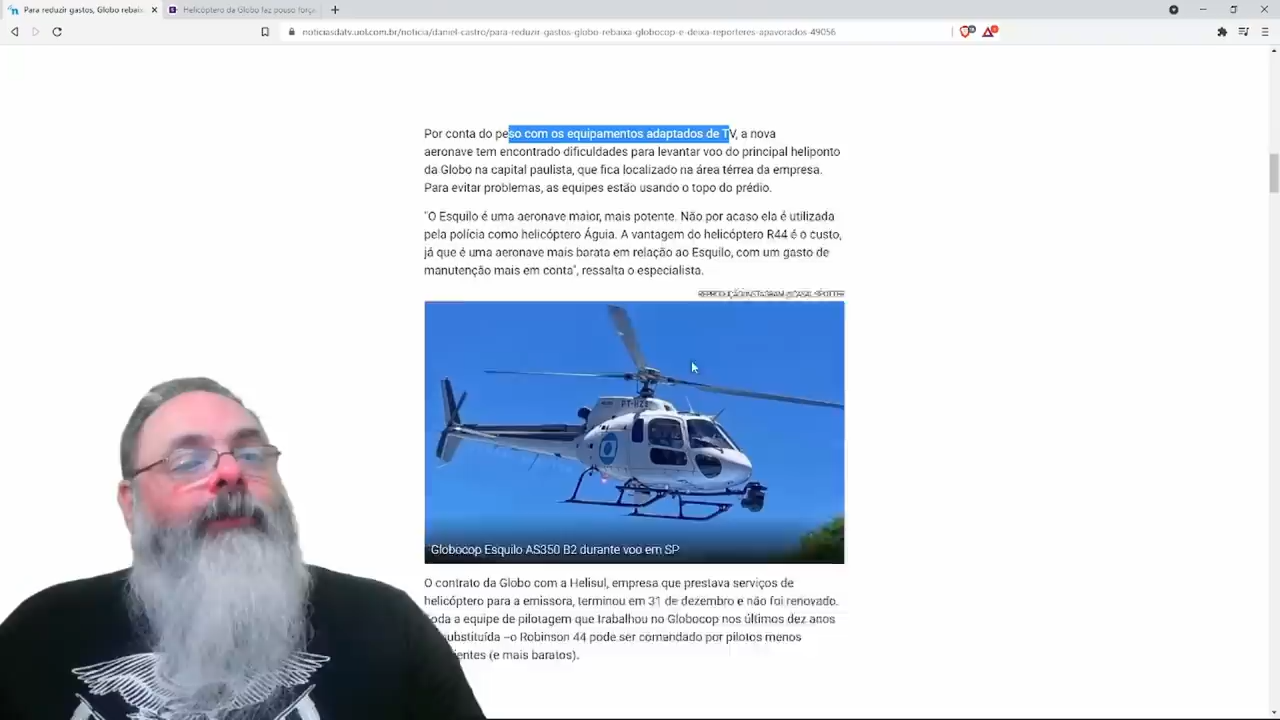 Para reduzir gastos, Globo rebaix
Helicóptero da Globo faz pouso força
noticiasdatv.uol.com.br/noticia/daniel-castro/para-reduzir-gastos-globo-rebaixa-globocop-e-deixa-reporteres-apavorados-49056
Por conta do peso com os equipamentos adaptados de TV, a nova
aeronave tem encontrado dificuldades para levantar voo do principal heliponto
da Globo na capital paulista, que fica localizado na área térrea da empresa.
Para evitar problemas, as equipes estão usando o topo do prédio.
"O Esquilo é uma aeronave maior, mais potente. Não por acaso ela é utilizada
pela polícia como helicóptero Águia. A vantagem do helicóptero R44 é o custo,
já que é uma aeronave mais barata em relação ao Esquilo, com um gasto de
manutenção mais em conta", ressalta o especialista.
Globocop Esquilo AS350 B2 durante voo em SP
O contrato da Globo com a Helisul, empresa que prestava serviços de
helicóptero para a emissora, terminou em 31 de dezembro e não foi renovado.
Toda a equipe de pilotagem que trabalhou no Globocop nos últimos dez anos
substituída –o Robinson 44 pode ser comandado por pilotos menos
ientes (e mais baratos).